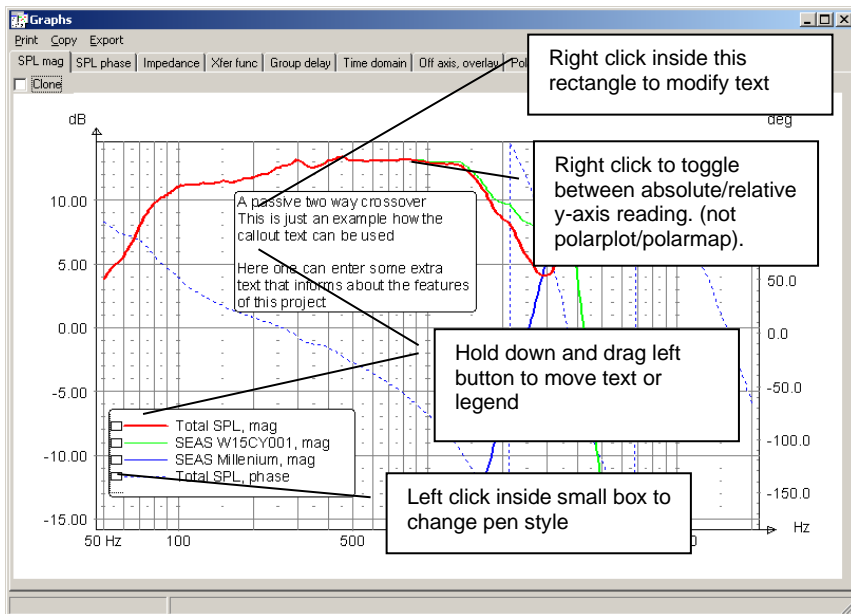 Graphs
Print Copy Export
SPL mag SPL phase Impedance Xfer func Group delay Time domain Off axis, overlay
Clone
Right click inside this
rectangle to modify text
dB
deg
Right click to toggle
between absolute/relative
y-axis reading. (not
polarplot/polarmap).
10.00
5.00
0.00
-5.00
-10.00
-15.00
A passive two way crossover
This is just an example how the
callout text can be used
Here one can enter some extra
text that informs about the features
of this project
50.0
0.0
-50.0
-100.0
-150.0
Hold down and drag left
button to move text or
legend
Total SPL, mag
SEAS W15CY001, mag
SEAS Millenium, mag
Total SPL, phase
Left click inside small box to
change pen style
50 Hz
100
500
Hz